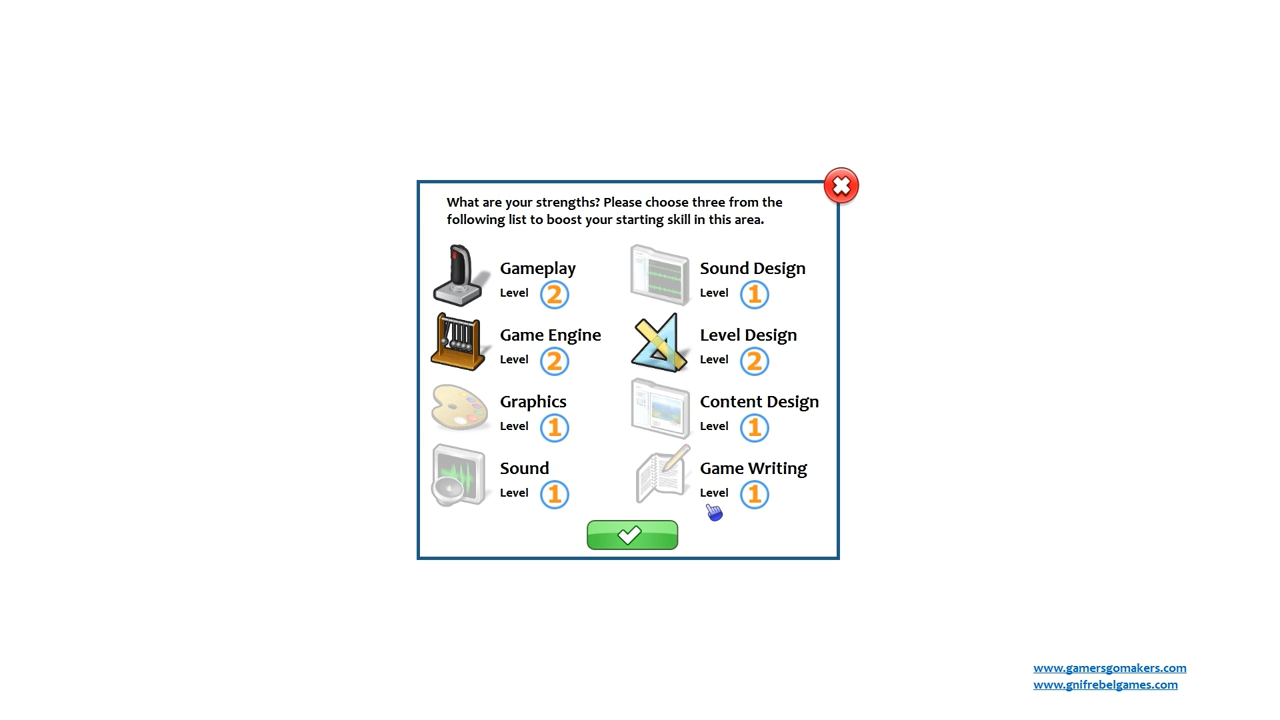 What are your strengths? Please choose three from the
following list to boost your starting skill in this area.
Gameplay
Level 2
Sound Design
Level 1
Game Engine
Level 2
Level Design
Level 2
Graphics
Level 1
Content Design
Level 1
Sound
Level 1
Game Writing
Level 1
www.gamersgomakers.com
www.gnifrebelgames.com